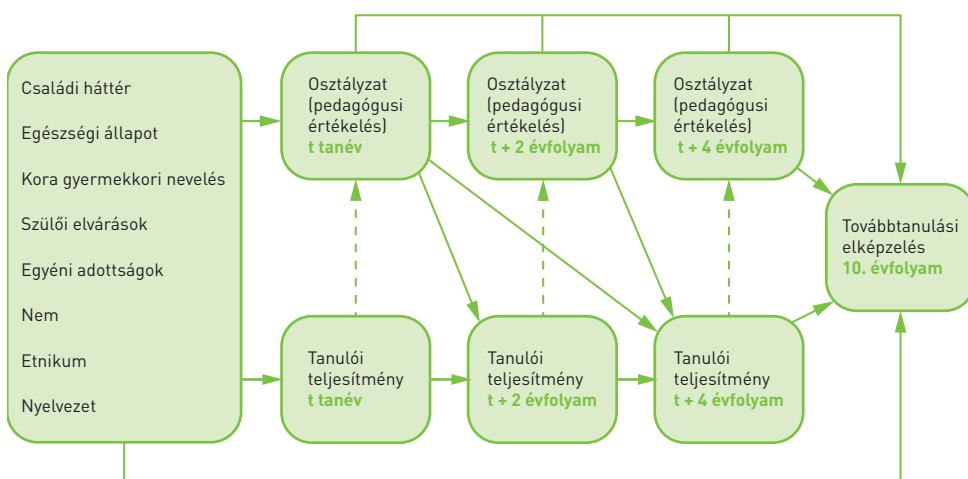 Családi háttér
Egészségi állapot
Kora gyermekkori nevelés
Szülői elvárások
Egyéni adottságok
Nem
Etnikum
Nyelvezet
Osztályzat
(pedagógusi
értékelés)
t tanév
Osztályzat
(pedagógusi
értékelés)
t + 2 évfolyam
Osztályzat
(pedagógusi
értékelés)
t + 4 évfolyam
Tanulói
teljesítmény
t tanév
Tanulói
teljesítmény
t + 2 évfolyam
Tanulói
teljesítmény
t + 4 évfolyam
Továbbtanulási
elképzelés
10. évfolyam